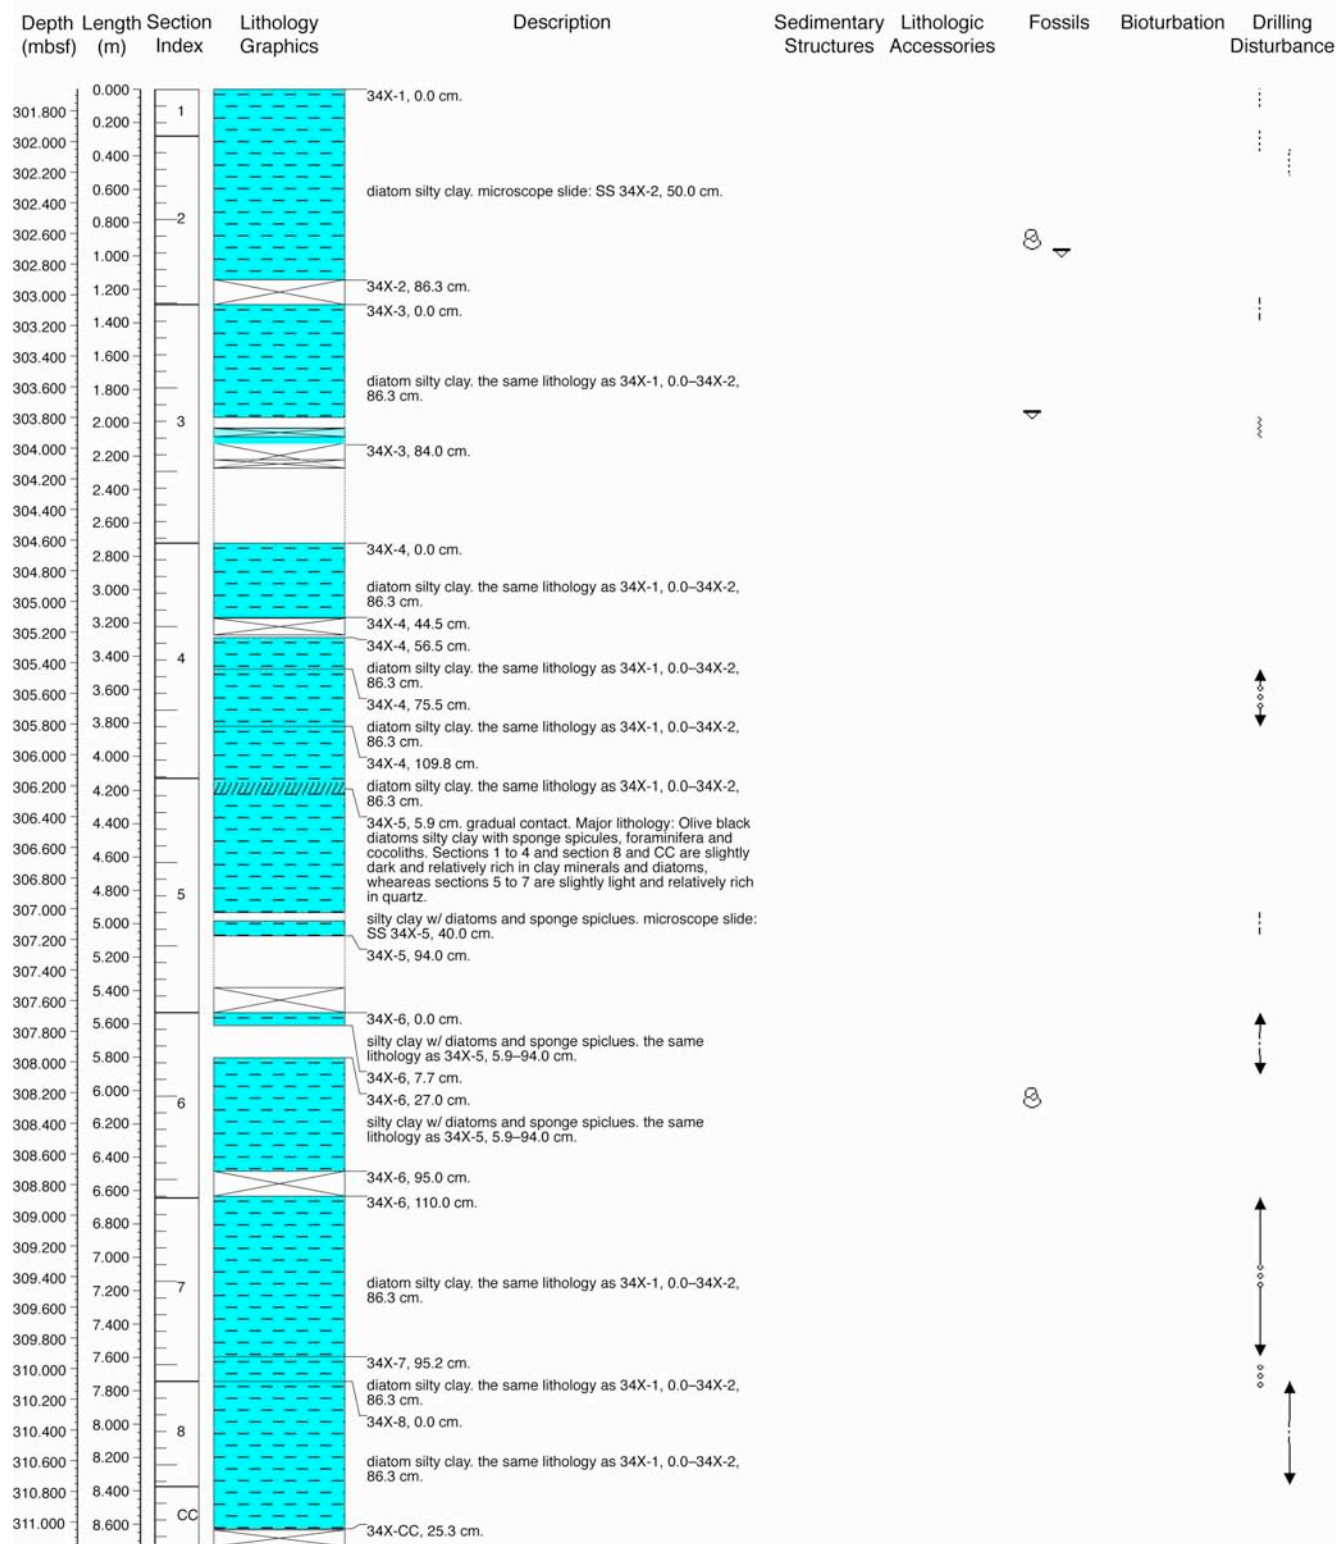 Depth Length Section Lithology Description Sedimentary Lithologic Fossils Bioturbation Drilling
(mbsf) (m) Index Graphics Structures Accessories Disturbance
0.000 34X-1, 0.0 cm.
301.800 1
0.200
302.000
0.400
302.200
0.600 diatom silty clay. microscope slide: SS 34X-2, 50.0 cm.
302.400
0.800 2
302.600
1.000
302.800
34X-2, 86.3 cm.
303.000 1.200
34X-3, 0.0 cm.
303.200 1.400
303.400
1.600 diatom silty clay. the same lithology as 34X-1, 0.0–34X-2,
303.600 1.800 86.3 cm.
303.800 2.000 3
304.000 34X-3, 84.0 cm.
2.200
304.200
2.400
304.400
2.600
304.600
2.800 34X-4, 0.0 cm.
304.800
3.000 diatom silty clay. the same lithology as 34X-1, 0.0–34X-2,
305.000 86.3 cm.
3.200 34X-4, 44.5 cm.
305.200
34X-4, 56.5 cm.
305.400 3.400 4
diatom silty clay. the same lithology as 34X-1, 0.0–34X-2,
86.3 cm.
305.600 3.600
34X-4, 75.5 cm.
305.800 3.800 diatom silty clay. the same lithology as 34X-1, 0.0–34X-2,
86.3 cm.
306.000 4.000
34X-4, 109.8 cm.
306.200 4.200 diatom silty clay. the same lithology as 34X-1, 0.0–34X-2,
86.3 cm.
306.400 4.400 34X-5, 5.9 cm. gradual contact. Major lithology: Olive black
diatoms silty clay with sponge spicules, foraminifera and
306.600 4.600 cocoliths. Sections 1 to 4 and section 8 and CC are slightly
dark and relatively rich in clay minerals and diatoms,
306.800 4.800 5 wheareas sections 5 to 7 are slightly light and relatively rich
in quartz.
307.000 5.000 silty clay w/ diatoms and sponge spiclues. microscope slide:
307.200 SS 34X-5, 40.0 cm.
5.200 34X-5, 94.0 cm.
307.400
5.400
307.600
5.600 34X-6, 0.0 cm.
307.800
silty clay w/ diatoms and sponge spiclues. the same
308.000 5.800 lithology as 34X-5, 5.9–94.0 cm.
34X-6, 7.7 cm.
308.200 6.000 6 34X-6, 27.0 cm.
308.400 6.200 silty clay w/ diatoms and sponge spiclues. the same
lithology as 34X-5, 5.9–94.0 cm.
308.600 6.400
34X-6, 95.0 cm.
308.800 6.600
34X-6, 110.0 cm.
309.000 6.800
309.200 7.000
309.400 7.200 7 diatom silty clay. the same lithology as 34X-1, 0.0–34X-2,
309.600 86.3 cm.
7.400
309.800
7.600 34X-7, 95.2 cm.
310.000
7.800 diatom silty clay. the same lithology as 34X-1, 0.0–34X-2,
310.200 86.3 cm.
8.000 34X-8, 0.0 cm.
310.400 8
8.200
310.600 diatom silty clay. the same lithology as 34X-1, 0.0–34X-2,
86.3 cm.
310.800 8.400
CC
311.000 8.600 34X-CC, 25.3 cm.